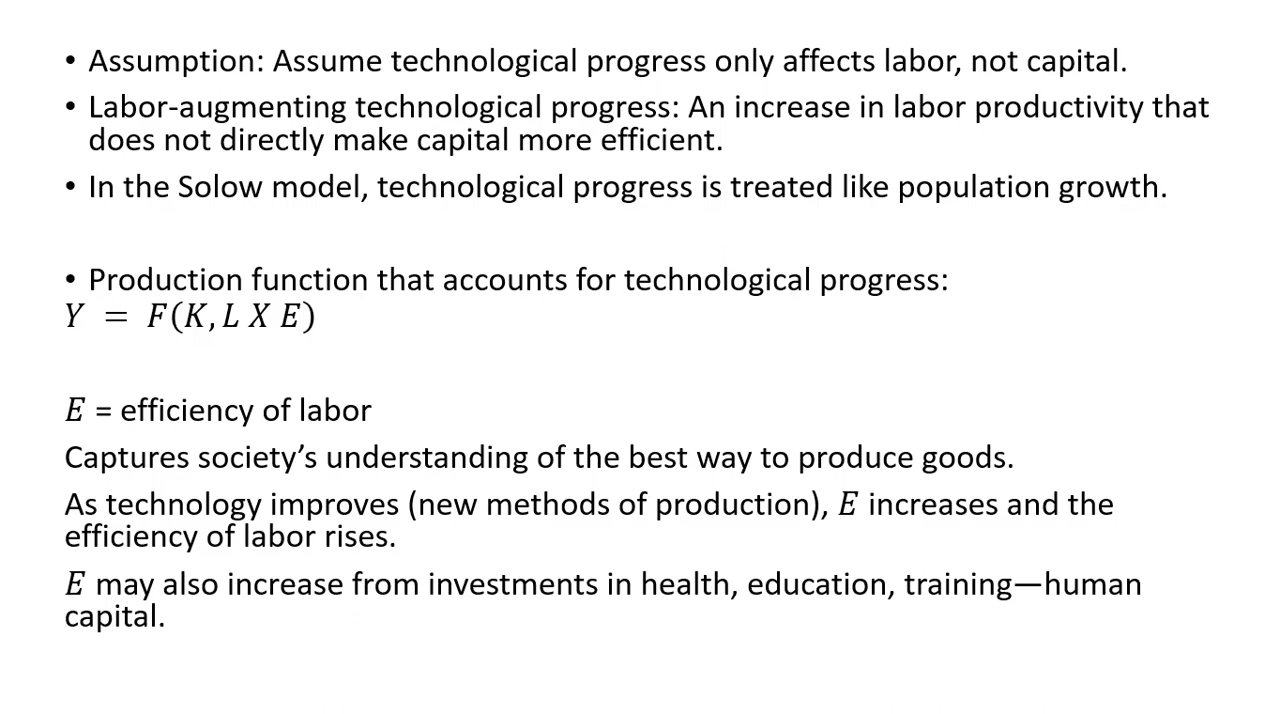 • Assumption: Assume technological progress only affects labor, not capital.
• Labor-augmenting technological progress: An increase in labor productivity that
does not directly make capital more efficient.
• In the Solow model, technological progress is treated like population growth.
• Production function that accounts for technological progress:
Y = F(K, L X E)
E = efficiency of labor
Captures society’s understanding of the best way to produce goods.
As technology improves (new methods of production), E increases and the
efficiency of labor rises.
E may also increase from investments in health, education, training—human
capital.